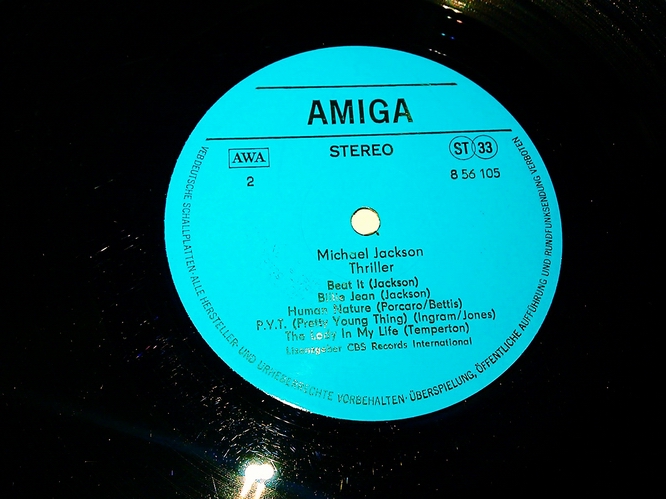 AMIGA
AWA
STEREO
ST 33
2
8 56 105
Michael Jackson
Thriller
Beat It (Jackson)
Billie Jean (Jackson)
Human Nature (Porcaro/Bettis)
P.Y.T. (Pretty Young Thing) (Ingram/Jones)
The Lady In My Life (Temperton)
Lizenzgeber CBS Records International
VEB DEUTSCHE SCHALLPLATTEN · ALLE HERSTELLER- UND URHEBERRECHTE VORBEHALTEN · ÜBERSPIELUNG, ÖFFENTLICHE AUFFÜHRUNG UND RUNDFUNKSENDUNG VERBOTEN